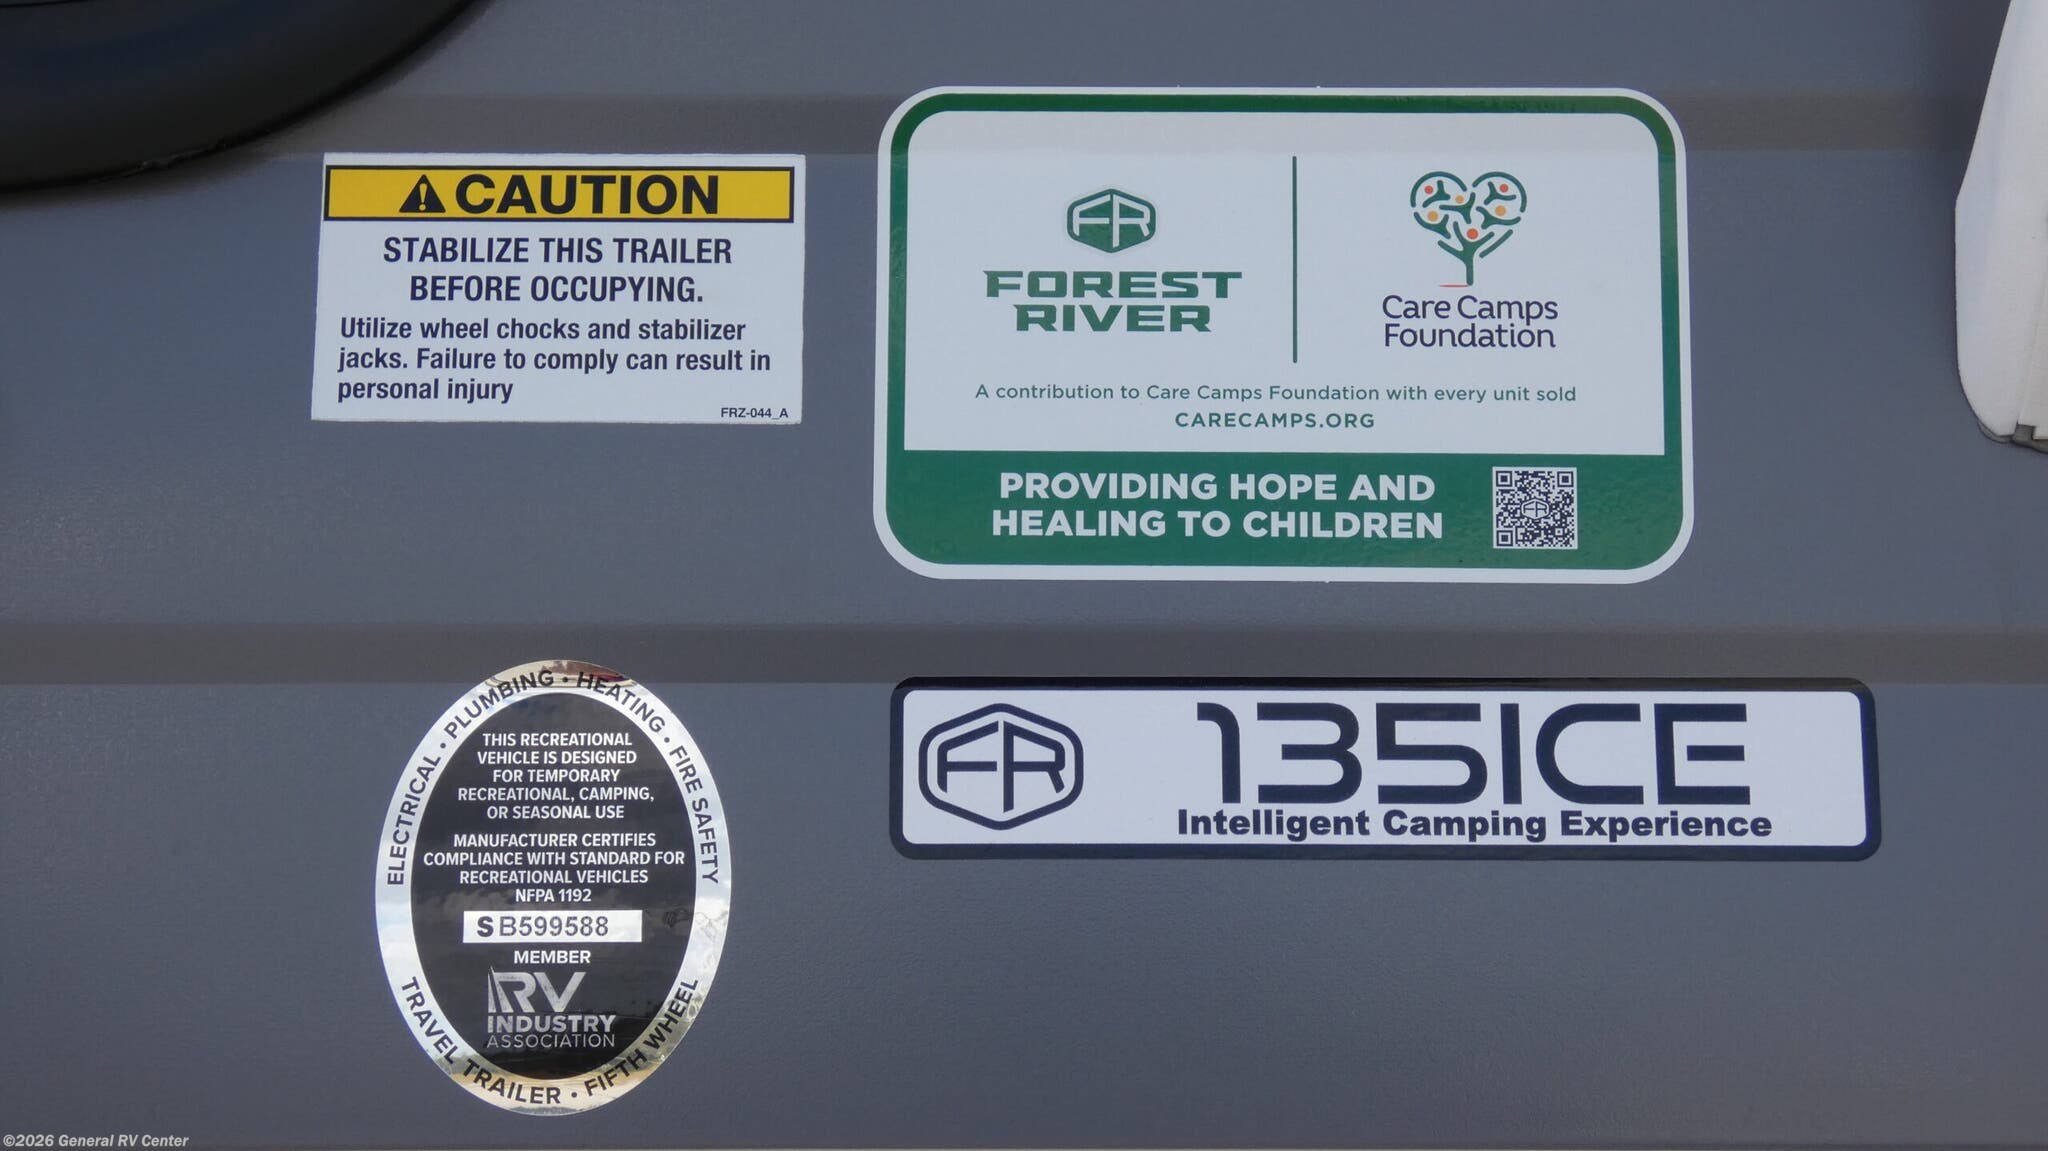 CAUTION
STABILIZE THIS TRAILER
BEFORE OCCUPYING.
Utilize wheel chocks and stabilizer
jacks. Failure to comply can result in
personal injury
FRZ-044_A
FR
FOREST
RIVER
Care Camps
Foundation
A contribution to Care Camps Foundation with every unit sold
CARECAMPS.ORG
PROVIDING HOPE AND
HEALING TO CHILDREN
FR
ELECTRICAL • PLUMBING • HEATING • FIRE SAFETY
THIS RECREATIONAL
VEHICLE IS DESIGNED
FOR TEMPORARY
RECREATIONAL, CAMPING,
OR SEASONAL USE
MANUFACTURER CERTIFIES
COMPLIANCE WITH STANDARD FOR
RECREATIONAL VEHICLES
NFPA 1192
SB599588
MEMBER
RV
INDUSTRY
ASSOCIATION
TRAVEL TRAILER • FIFTH WHEEL
FR
135ICE
Intelligent Camping Experience
©2026 General RV Center